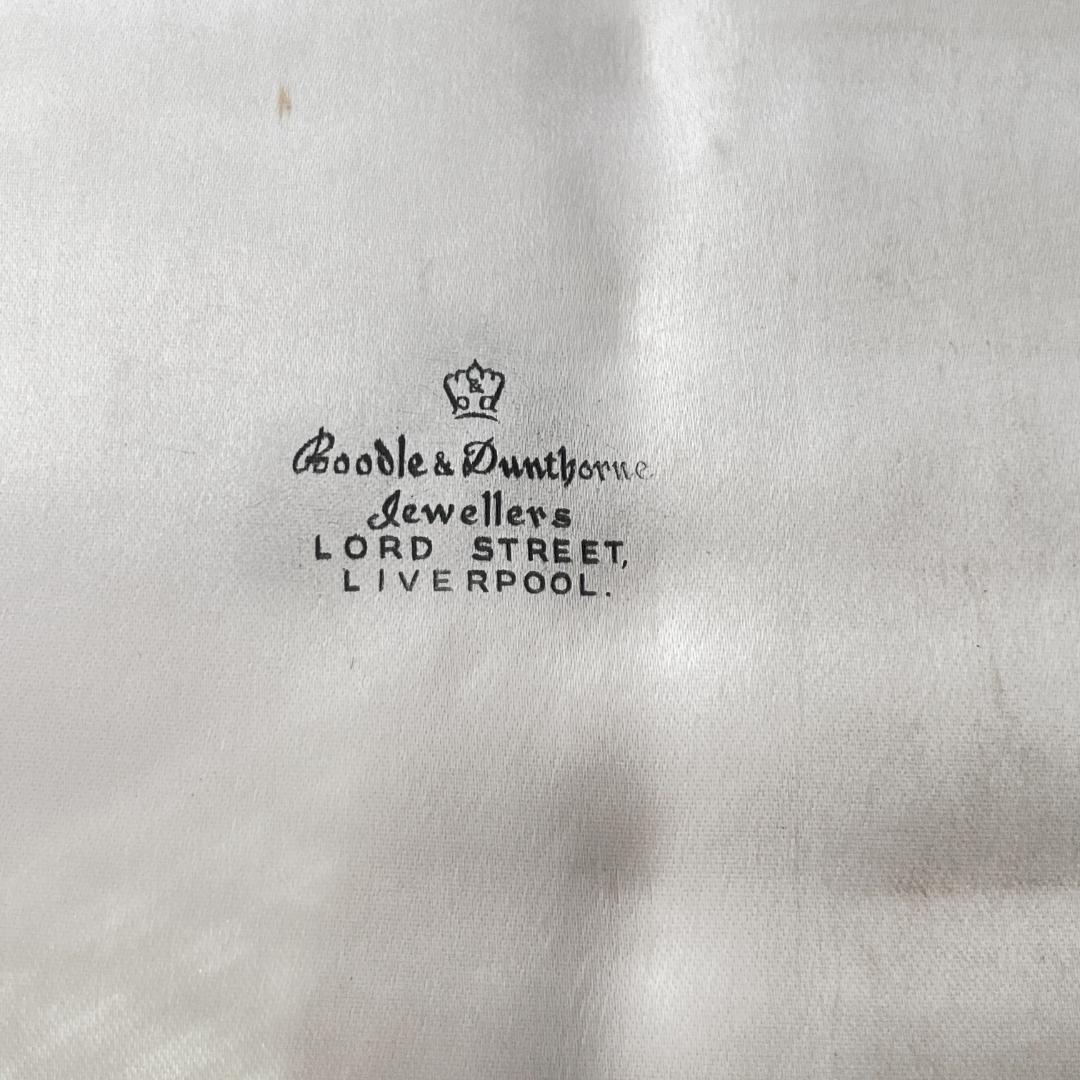 b & d
Boodle & Dunthorne
Jewellers
LORD STREET,
LIVERPOOL.